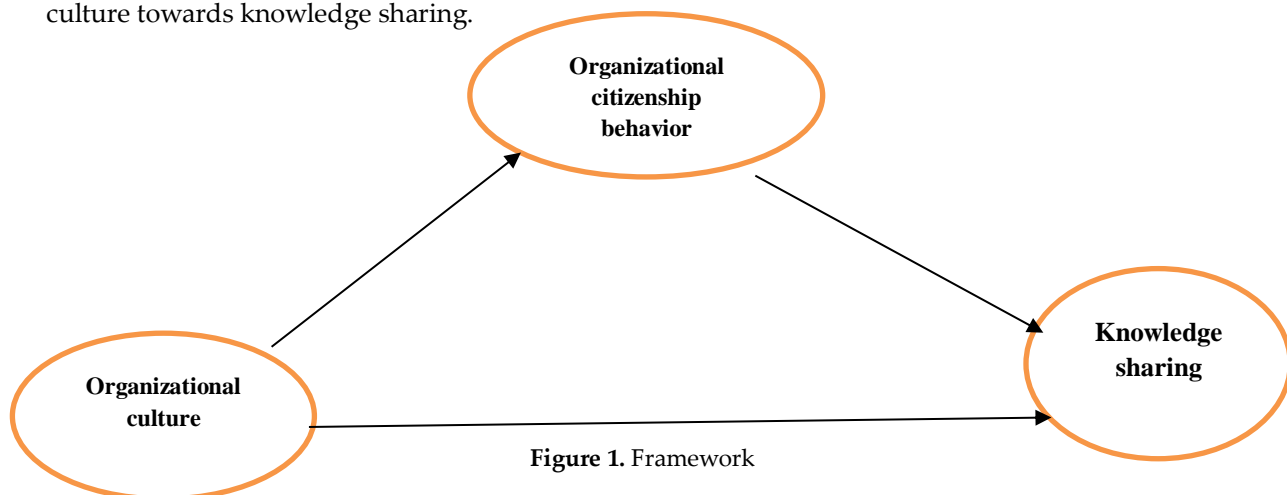 culture towards knowledge sharing.
Organizational
citizenship
behavior
Knowledge
sharing
Organizational
culture
Figure 1. Framework